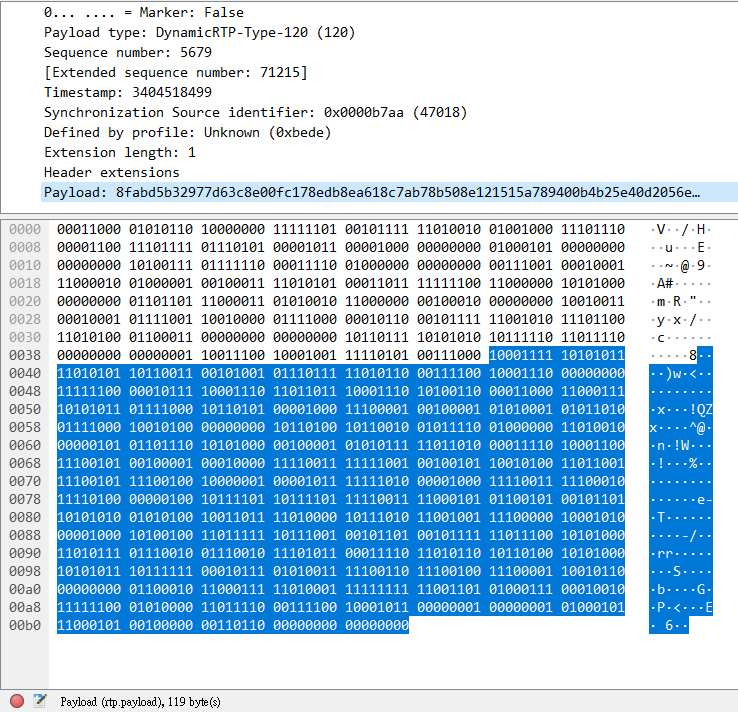 0... .... = Marker: False
Payload type: DynamicRTP-Type-120 (120)
Sequence number: 5679
[Extended sequence number: 71215]
Timestamp: 3404518499
Synchronization Source identifier: 0x0000b7aa (47018)
Defined by profile: Unknown (0xbede)
Extension length: 1
Header extensions
Payload: 8fabd5b32977d63c8e00fc178edb8ea618c7ab78b508e121515a789400b4b25e40d2056e…
0000 00011000 01010110 10000000 11111101 00101111 11010010 01001000 11101110 ·V··/·H·
0008 00001100 11101111 01110101 00001011 00001000 00000000 01000101 00000000 ··u···E·
0010 00000000 10100111 01111110 00011110 01000000 00000000 00111001 00010001 ··~·@·9·
0018 11000010 01000001 00100011 11010101 00011011 11111100 11000000 10101000 ·A#·····
0020 00000000 01101101 11000011 01010010 11000000 00100010 00000000 10010011 ·m·R·"··
0028 00010001 01111001 10010000 01111000 00010110 00101111 11001010 11101100 ·y·x·/··
0030 11010100 01100011 00000000 00000000 10110111 10101010 10111110 11011110 ·c······
0038 00000000 00000001 10011100 10001001 11110101 00111000 10001111 10101011 ·····8··
0040 11010101 10110011 00101001 01110111 11010110 00111100 10001110 00000000 ··)w·<··
0048 11111100 00010111 10001110 11011011 10001110 10100110 00011000 11000111 ········
0050 10101011 01111000 10110101 00001000 11100001 00100001 01010001 01011010 ·x···!QZ
0058 01111000 10010100 00000000 10110100 10110010 01011110 01000000 11010010 x····^@·
0060 00000101 01101110 10101000 00100001 01010111 11011010 00011110 10001100 ·n·!W···
0068 11100101 00100001 00010000 11110011 11111001 00100101 10010100 11011001 ·!···%··
0070 11100101 11100100 10000001 00001011 11111010 00001000 11110011 11100010 ········
0078 11110100 00000100 10111101 10111101 11110011 11000101 01100101 00101101 ······e-
0080 10101010 01010100 10011011 11010000 10111010 11001001 11100000 10001010 ·T······
0088 00001000 10100100 10110111 11101001 00101101 00101111 11011100 10101000 ····-/··
0090 11010111 01110010 01110010 11101011 00011110 11010110 10110100 10101000 ·rr·····
0098 10101011 10111111 00010111 01010011 11100110 11100101 11100001 10010110 ···S····
00a0 00000000 01100010 11000111 11010001 11111111 11001101 01000111 00010010 ·b····G·
00a8 11111100 01010000 11011110 00111100 10001011 00000001 00000001 01000101 ·P·<···E
00b0 11000101 00100000 00110110 00000000 00000000 · 6··
Payload (rtp.payload), 119 byte(s)